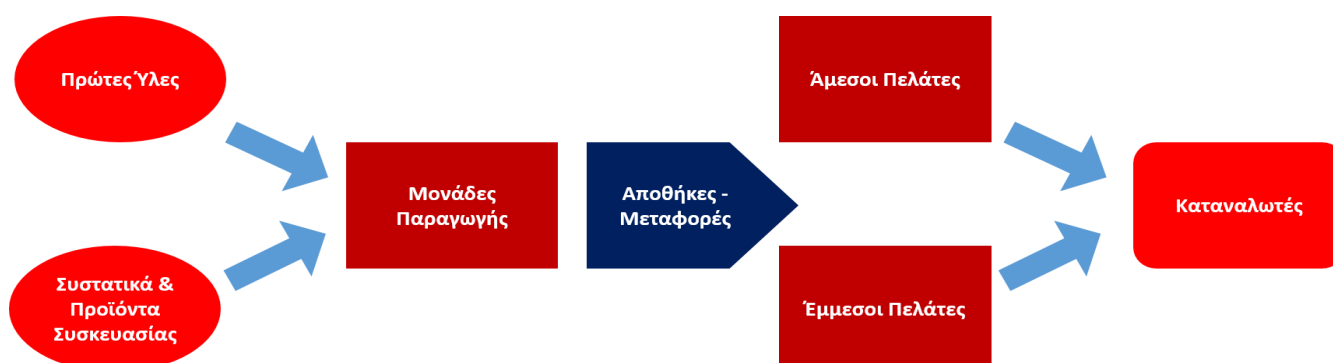 Πρώτες Ύλες
Συστατικά &
Προϊόντα
Συσκευασίας
Μονάδες
Παραγωγής
Αποθήκες -
Μεταφορές
Άμεσοι Πελάτες
Έμμεσοι Πελάτες
Καταναλωτές